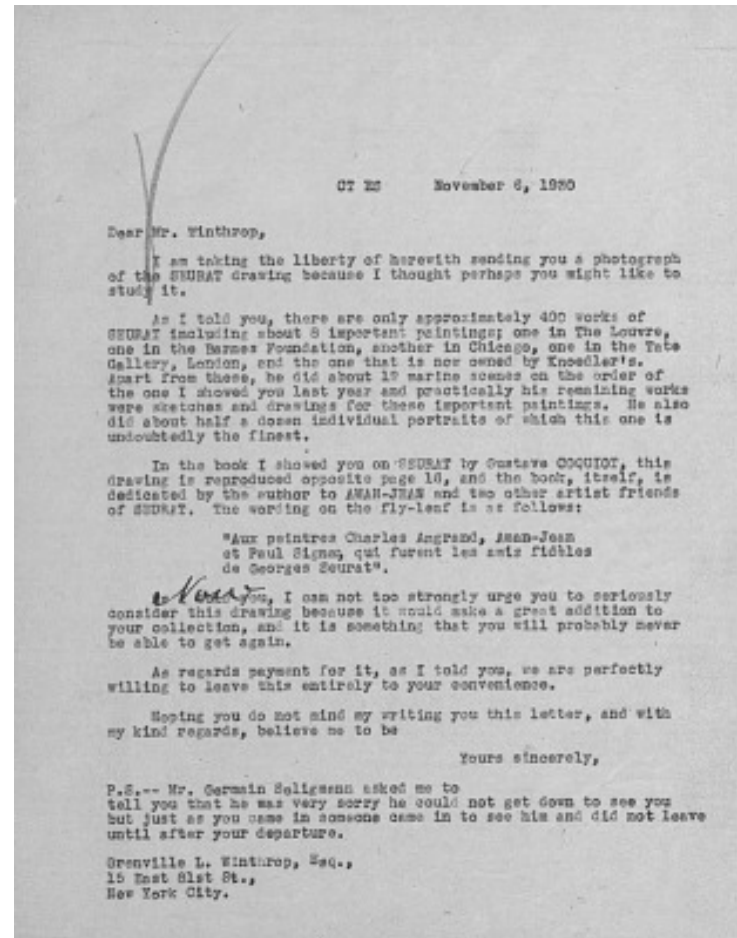 CT ES November 6, 1930
Dear Mr. Winthrop,
I am taking the liberty of herewith sending you a photograph
of the SEURAT drawing because I thought perhaps you might like to
study it.
As I told you, there are only approximately 400 works of
SEURAT including about 8 important paintings; one in The Louvre,
one in the Barnes Foundation, another in Chicago, one in the Tate
Gallery, London, and the one that is now owned by Knoedler's.
Apart from these, he did about 12 marine scenes on the order of
the one I showed you last year and practically his remaining works
were sketches and drawings for these important paintings. He also
did about half a dozen individual portraits of which this one is
undoubtedly the finest.
In the book I showed you on SEURAT by Gustave COQUIOT, this
drawing is reproduced opposite page 16, and the book, itself, is
dedicated by the author to AMAN-JEAN and two other artist friends
of SEURAT. The wording on the fly-leaf is as follows:
"Aux peintres Charles Angrand, Aman-Jean
et Paul Signac, qui furent les amis fidèles
de Georges Seurat".
you, I can not too strongly urge you to seriously
consider this drawing because it would make a great addition to
your collection, and it is something that you will probably never
be able to get again.
As regards payment for it, as I told you, we are perfectly
willing to leave this entirely to your convenience.
Hoping you do not mind my writing you this letter, and with
my kind regards, believe me to be
Yours sincerely,
P.S.-- Mr. Germain Seligmann asked me to
tell you that he was very sorry he could not get down to see you
but just as you came in someone came in to see him and did not leave
until after your departure.
Grenville L. Winthrop, Esq.,
15 East 81st St.,
New York City.